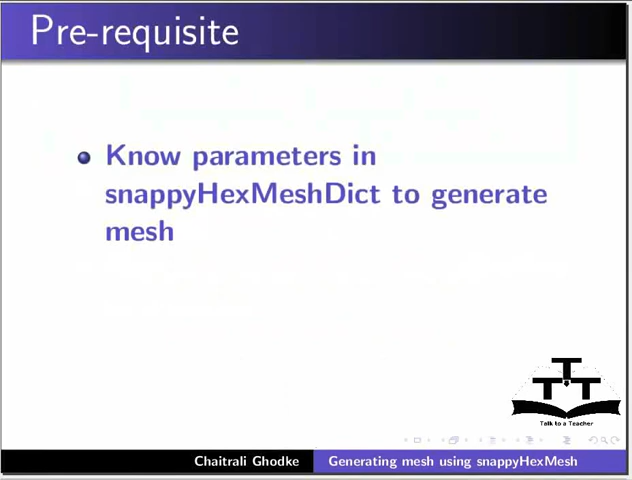 Pre-requisite
Know parameters in
snappyHexMeshDict to generate
mesh
T
T T
Talk to a Teacher
Chaitrali Ghodke
Generating mesh using snappyHexMesh